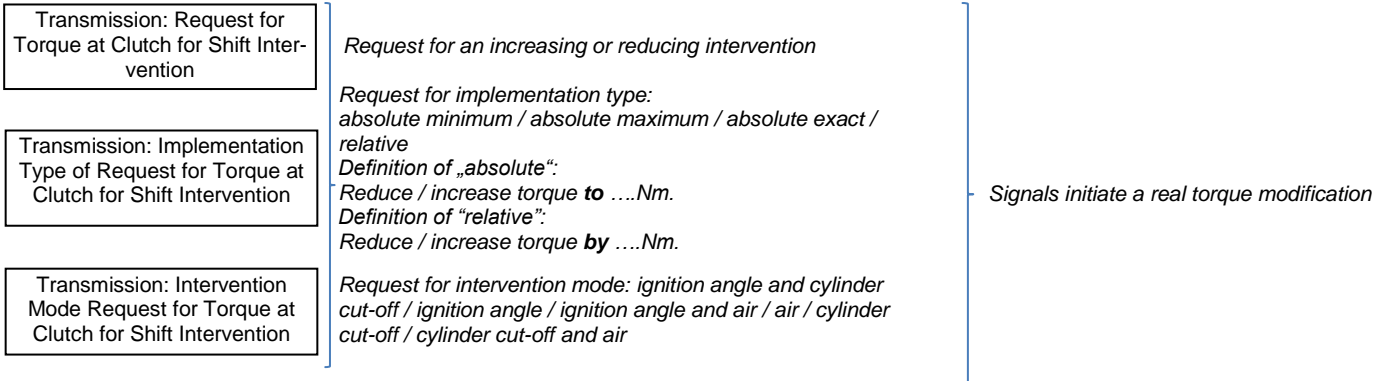 Transmission: Request for
Torque at Clutch for Shift Inter-
vention
Request for an increasing or reducing intervention
Transmission: Implementation
Type of Request for Torque at
Clutch for Shift Intervention
Request for implementation type:
absolute minimum / absolute maximum / absolute exact /
relative
Definition of „absolute“:
Reduce / increase torque to ….Nm.
Definition of “relative”:
Reduce / increase torque by ….Nm.
Transmission: Intervention
Mode Request for Torque at
Clutch for Shift Intervention
Request for intervention mode: ignition angle and cylinder
cut-off / ignition angle / ignition angle and air / air / cylinder
cut-off / cylinder cut-off and air
Signals initiate a real torque modification